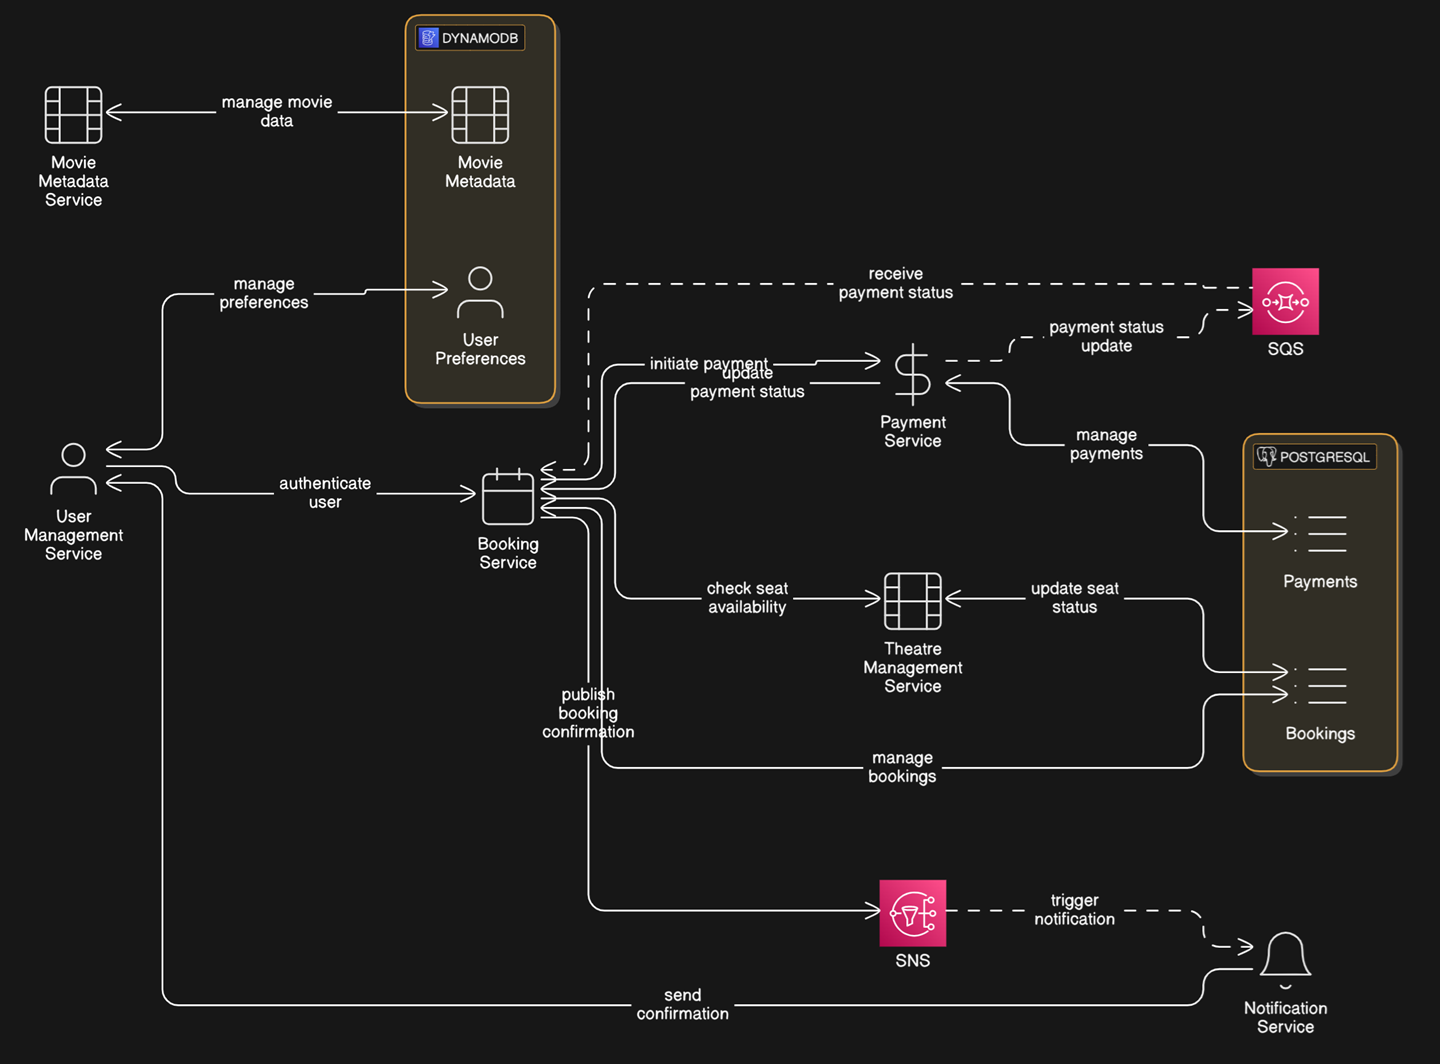 DYNAMODB
manage movie
data
Movie
Metadata
Service
Movie
Metadata
manage
preferences
User
Preferences
receive
payment status
SQS
payment status
update
initiate payment
update
payment status
Payment
Service
manage
payments
POSTGRESQL
Payments
User
Management
Service
authenticate
user
Booking
Service
check seat
availability
Theatre
Management
Service
update seat
status
Bookings
publish
booking
confirmation
manage
bookings
SNS
trigger
notification
Notification
Service
send
confirmation